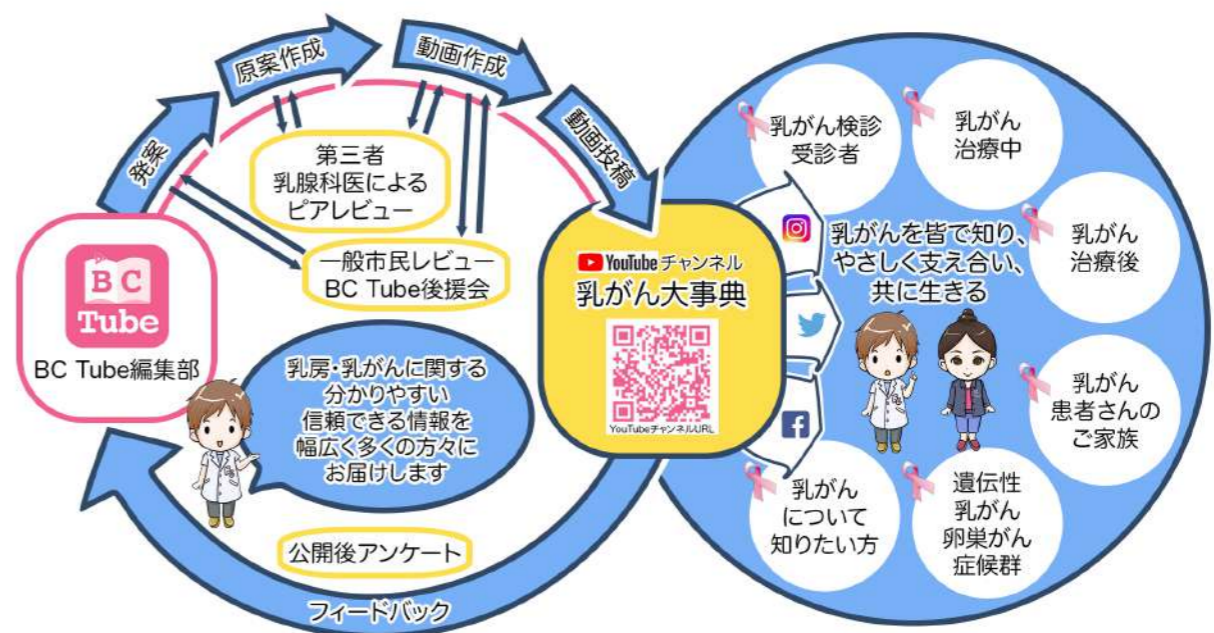 発案
原案作成
動画作成
動画投稿
第三者
乳腺科医による
ピアレビュー
一般市民レビュー
BC Tube後援会
BC
Tube
BC Tube編集部
乳房・乳がんに関する
分かりやすい
信頼できる情報を
幅広く多くの方々に
お届けします
公開後アンケート
フィードバック
YouTubeチャンネル
乳がん大事典
YouTubeチャンネルURL
乳がん検診
受診者
乳がん
治療中
乳がん
治療後
乳がんを皆で知り、
やさしく支え合い、
共に生きる
乳がん
患者さんの
ご家族
遺伝性
乳がん
卵巣がん
症候群
乳がん
について
知りたい方